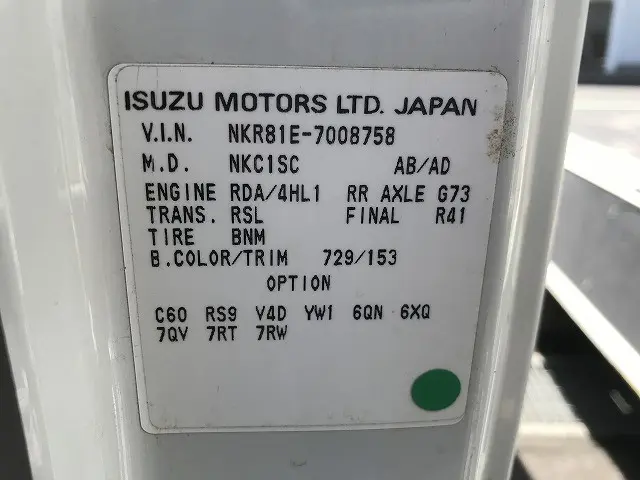 ISUZU MOTORS LTD. JAPAN
V.I.N. NKR81E-7008758
M.D. NKC1SC AB/AD
ENGINE RDA/4HL1 RR AXLE G73
TRANS. RSL FINAL R41
TIRE BNM
B.COLOR/TRIM 729/153
OPTION
C60 RS9 V4D YW1 6QN 6XQ
7QV 7RT 7RW